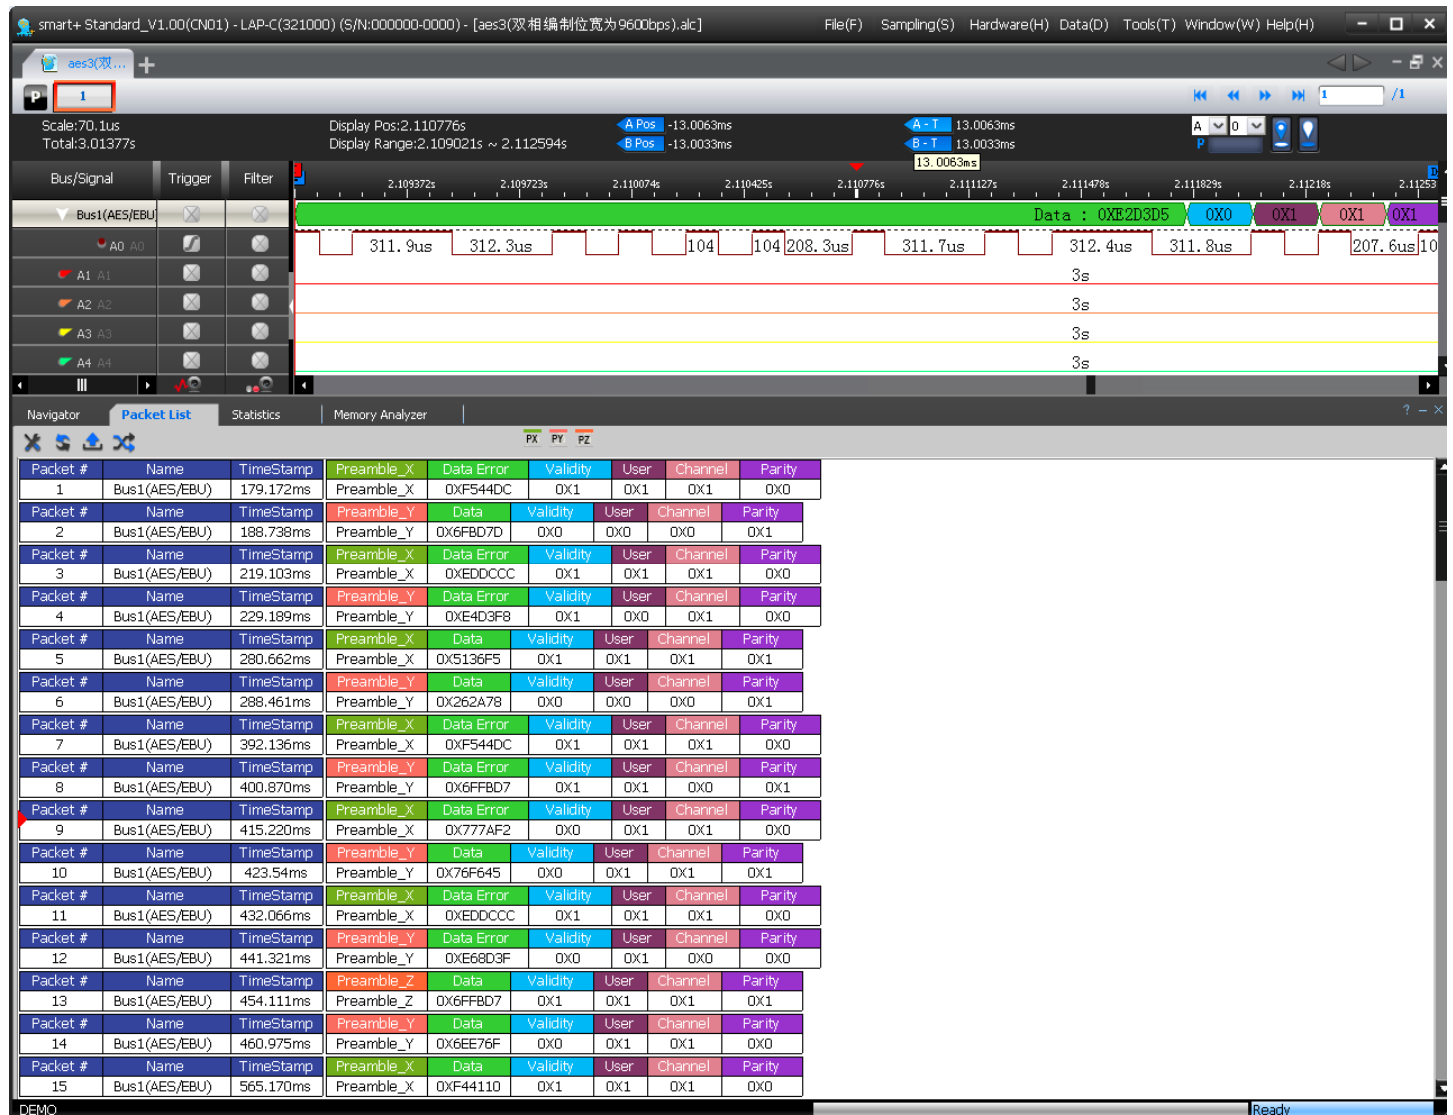 smart+ Standard_V1.00(CN01) - LAP-C(321000) (S/N:000000-0000) - [aes3(双相编制位宽为9600bps).alc] File(F) Sampling(S) Hardware(H) Data(D) Tools(T) Window(W) Help(H)
aes3(双...
P 1 1 /1
Scale:70.1us Display Pos:2.110776s A Pos -13.0063ms A - T 13.0063ms A 0
Total:3.01377s Display Range:2.109021s ~ 2.112594s B Pos -13.0033ms B - T 13.0033ms P
13.0063ms
Bus/Signal Trigger Filter 2.109372s 2.109723s 2.110074s 2.110425s 2.110776s 2.111127s 2.111478s 2.111829s 2.11218s 2.11253
Bus1(AES/EBU) Data : 0XE2D3D5 0X0 0X1 0X1 0X1
A0 A0 311.9us 312.3us 104 104 208.3us 311.7us 312.4us 311.8us 207.6us 10
A1 A1 3s
A2 A2 3s
A3 A3 3s
A4 A4 3s
Navigator Packet List Statistics Memory Analyzer
PX PY PZ
Packet # Name TimeStamp Preamble_X Data Error Validity User Channel Parity
1 Bus1(AES/EBU) 179.172ms Preamble_X 0XF544DC 0X1 0X1 0X1 0X0
Packet # Name TimeStamp Preamble_Y Data Validity User Channel Parity
2 Bus1(AES/EBU) 188.738ms Preamble_Y 0X6FBD7D 0X0 0X0 0X0 0X1
Packet # Name TimeStamp Preamble_X Data Error Validity User Channel Parity
3 Bus1(AES/EBU) 219.103ms Preamble_X 0XEDDCCC 0X1 0X1 0X1 0X0
Packet # Name TimeStamp Preamble_Y Data Error Validity User Channel Parity
4 Bus1(AES/EBU) 229.189ms Preamble_Y 0XE4D3F8 0X1 0X0 0X1 0X0
Packet # Name TimeStamp Preamble_X Data Validity User Channel Parity
5 Bus1(AES/EBU) 280.662ms Preamble_X 0X5136F5 0X1 0X1 0X1 0X1
Packet # Name TimeStamp Preamble_Y Data Validity User Channel Parity
6 Bus1(AES/EBU) 288.461ms Preamble_Y 0X262A78 0X0 0X0 0X0 0X1
Packet # Name TimeStamp Preamble_X Data Error Validity User Channel Parity
7 Bus1(AES/EBU) 392.136ms Preamble_X 0XF544DC 0X1 0X1 0X1 0X0
Packet # Name TimeStamp Preamble_Y Data Error Validity User Channel Parity
8 Bus1(AES/EBU) 400.870ms Preamble_Y 0X6FFBD7 0X1 0X1 0X0 0X1
Packet # Name TimeStamp Preamble_X Data Error Validity User Channel Parity
9 Bus1(AES/EBU) 415.220ms Preamble_X 0X777AF2 0X0 0X1 0X1 0X0
Packet # Name TimeStamp Preamble_Y Data Validity User Channel Parity
10 Bus1(AES/EBU) 423.54ms Preamble_Y 0X76F645 0X0 0X1 0X1 0X1
Packet # Name TimeStamp Preamble_X Data Error Validity User Channel Parity
11 Bus1(AES/EBU) 432.066ms Preamble_X 0XEDDCCC 0X1 0X1 0X1 0X0
Packet # Name TimeStamp Preamble_Y Data Error Validity User Channel Parity
12 Bus1(AES/EBU) 441.321ms Preamble_Y 0XE68D3F 0X0 0X1 0X0 0X0
Packet # Name TimeStamp Preamble_Z Data Validity User Channel Parity
13 Bus1(AES/EBU) 454.111ms Preamble_Z 0X6FFBD7 0X1 0X1 0X1 0X1
Packet # Name TimeStamp Preamble_Y Data Validity User Channel Parity
14 Bus1(AES/EBU) 460.975ms Preamble_Y 0X6EE76F 0X0 0X1 0X1 0X0
Packet # Name TimeStamp Preamble_X Data Validity User Channel Parity
15 Bus1(AES/EBU) 565.170ms Preamble_X 0XF44110 0X1 0X1 0X1 0X0
DEMO Ready